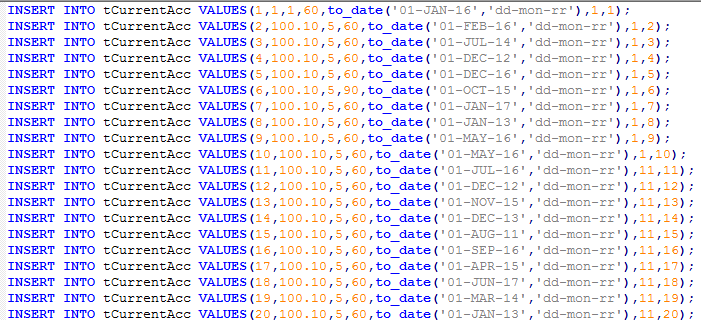 INSERT INTO tCurrentAcc VALUES(1,1,1,60,to_date('01-JAN-16','dd-mon-rr'),1,1);
INSERT INTO tCurrentAcc VALUES(2,100.10,5,60,to_date('01-FEB-16','dd-mon-rr'),1,2);
INSERT INTO tCurrentAcc VALUES(3,100.10,5,60,to_date('01-JUL-14','dd-mon-rr'),1,3);
INSERT INTO tCurrentAcc VALUES(4,100.10,5,60,to_date('01-DEC-12','dd-mon-rr'),1,4);
INSERT INTO tCurrentAcc VALUES(5,100.10,5,60,to_date('01-DEC-16','dd-mon-rr'),1,5);
INSERT INTO tCurrentAcc VALUES(6,100.10,5,90,to_date('01-OCT-15','dd-mon-rr'),1,6);
INSERT INTO tCurrentAcc VALUES(7,100.10,5,60,to_date('01-JAN-17','dd-mon-rr'),1,7);
INSERT INTO tCurrentAcc VALUES(8,100.10,5,60,to_date('01-JAN-13','dd-mon-rr'),1,8);
INSERT INTO tCurrentAcc VALUES(9,100.10,5,60,to_date('01-MAY-16','dd-mon-rr'),1,9);
INSERT INTO tCurrentAcc VALUES(10,100.10,5,60,to_date('01-MAY-16','dd-mon-rr'),1,10);
INSERT INTO tCurrentAcc VALUES(11,100.10,5,60,to_date('01-JUL-16','dd-mon-rr'),11,11);
INSERT INTO tCurrentAcc VALUES(12,100.10,5,60,to_date('01-DEC-12','dd-mon-rr'),11,12);
INSERT INTO tCurrentAcc VALUES(13,100.10,5,60,to_date('01-NOV-15','dd-mon-rr'),11,13);
INSERT INTO tCurrentAcc VALUES(14,100.10,5,60,to_date('01-DEC-13','dd-mon-rr'),11,14);
INSERT INTO tCurrentAcc VALUES(15,100.10,5,60,to_date('01-AUG-11','dd-mon-rr'),11,15);
INSERT INTO tCurrentAcc VALUES(16,100.10,5,60,to_date('01-SEP-16','dd-mon-rr'),11,16);
INSERT INTO tCurrentAcc VALUES(17,100.10,5,60,to_date('01-APR-15','dd-mon-rr'),11,17);
INSERT INTO tCurrentAcc VALUES(18,100.10,5,60,to_date('01-JUN-17','dd-mon-rr'),11,18);
INSERT INTO tCurrentAcc VALUES(19,100.10,5,60,to_date('01-MAR-14','dd-mon-rr'),11,19);
INSERT INTO tCurrentAcc VALUES(20,100.10,5,60,to_date('01-JAN-13','dd-mon-rr'),11,20);